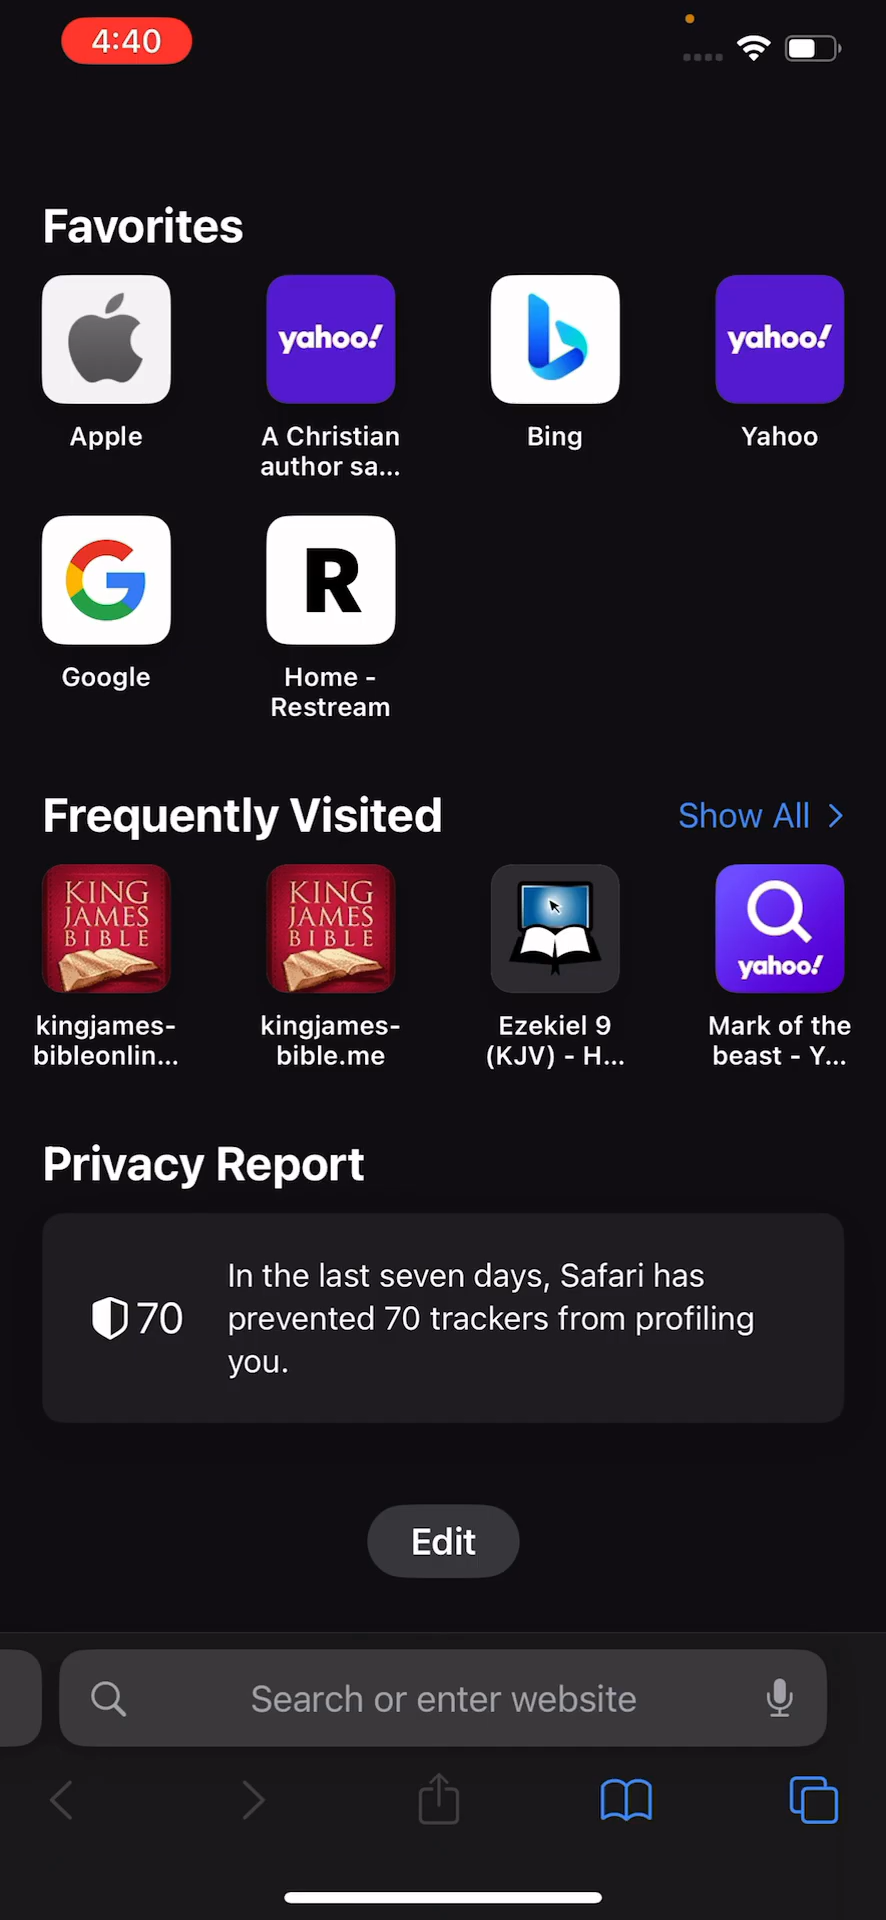 4:40
Favorites
yahoo!
yahoo!
Apple
A Christian
author sa...
Bing
Yahoo
G
R
Google
Home -
Restream
Frequently Visited
Show All
KING
JAMES
BIBLE
KING
JAMES
BIBLE
yahoo!
kingjames-
bibleonlin...
kingjames-
bible.me
Ezekiel 9
(KJV) - H...
Mark of the
beast - Y...
Privacy Report
70
In the last seven days, Safari has
prevented 70 trackers from profiling
you.
Edit
Search or enter website